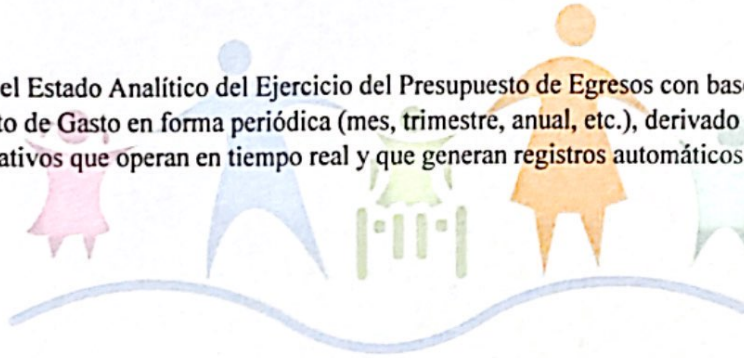 el Estado Analítico del Ejercicio del Presupuesto de Egresos con base
to de Gasto en forma periódica (mes, trimestre, anual, etc.), derivado
ativos que operan en tiempo real y que generan registros automáticos